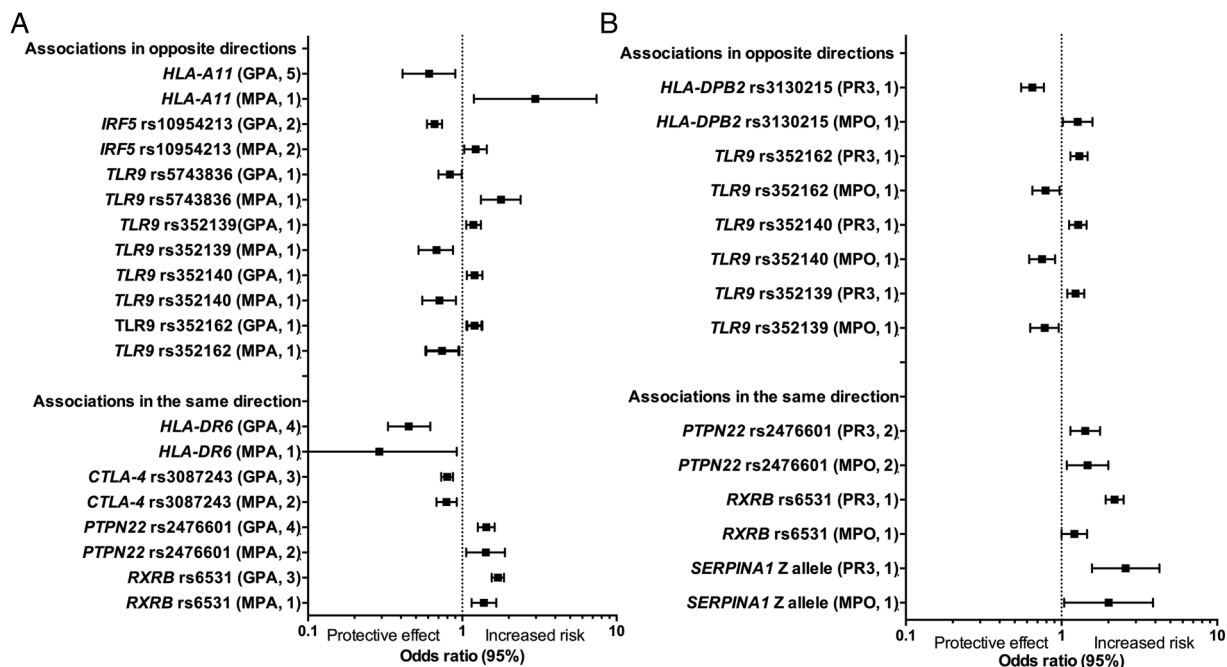 A
Associations in opposite directions
HLA-A11 (GPA, 5)
HLA-A11 (MPA, 1)
IRF5 rs10954213 (GPA, 2)
IRF5 rs10954213 (MPA, 2)
TLR9 rs5743836 (GPA, 1)
TLR9 rs5743836 (MPA, 1)
TLR9 rs352139(GPA, 1)
TLR9 rs352139 (MPA, 1)
TLR9 rs352140 (GPA, 1)
TLR9 rs352140 (MPA, 1)
TLR9 rs352162 (GPA, 1)
TLR9 rs352162 (MPA, 1)
Associations in the same direction
HLA-DR6 (GPA, 4)
HLA-DR6 (MPA, 1)
CTLA-4 rs3087243 (GPA, 3)
CTLA-4 rs3087243 (MPA, 2)
PTPN22 rs2476601 (GPA, 4)
PTPN22 rs2476601 (MPA, 2)
RXRB rs6531 (GPA, 3)
RXRB rs6531 (MPA, 1)
0.1 1 10
Protective effect Increased risk
Odds ratio (95%)
B
Associations in opposite directions
HLA-DPB2 rs3130215 (PR3, 1)
HLA-DPB2 rs3130215 (MPO, 1)
TLR9 rs352162 (PR3, 1)
TLR9 rs352162 (MPO, 1)
TLR9 rs352140 (PR3, 1)
TLR9 rs352140 (MPO, 1)
TLR9 rs352139 (PR3, 1)
TLR9 rs352139 (MPO, 1)
Associations in the same direction
PTPN22 rs2476601 (PR3, 2)
PTPN22 rs2476601 (MPO, 2)
RXRB rs6531 (PR3, 1)
RXRB rs6531 (MPO, 1)
SERPINA1 Z allele (PR3, 1)
SERPINA1 Z allele (MPO, 1)
0.1 1 10
Protective effect Increased risk
Odds ratio (95%)